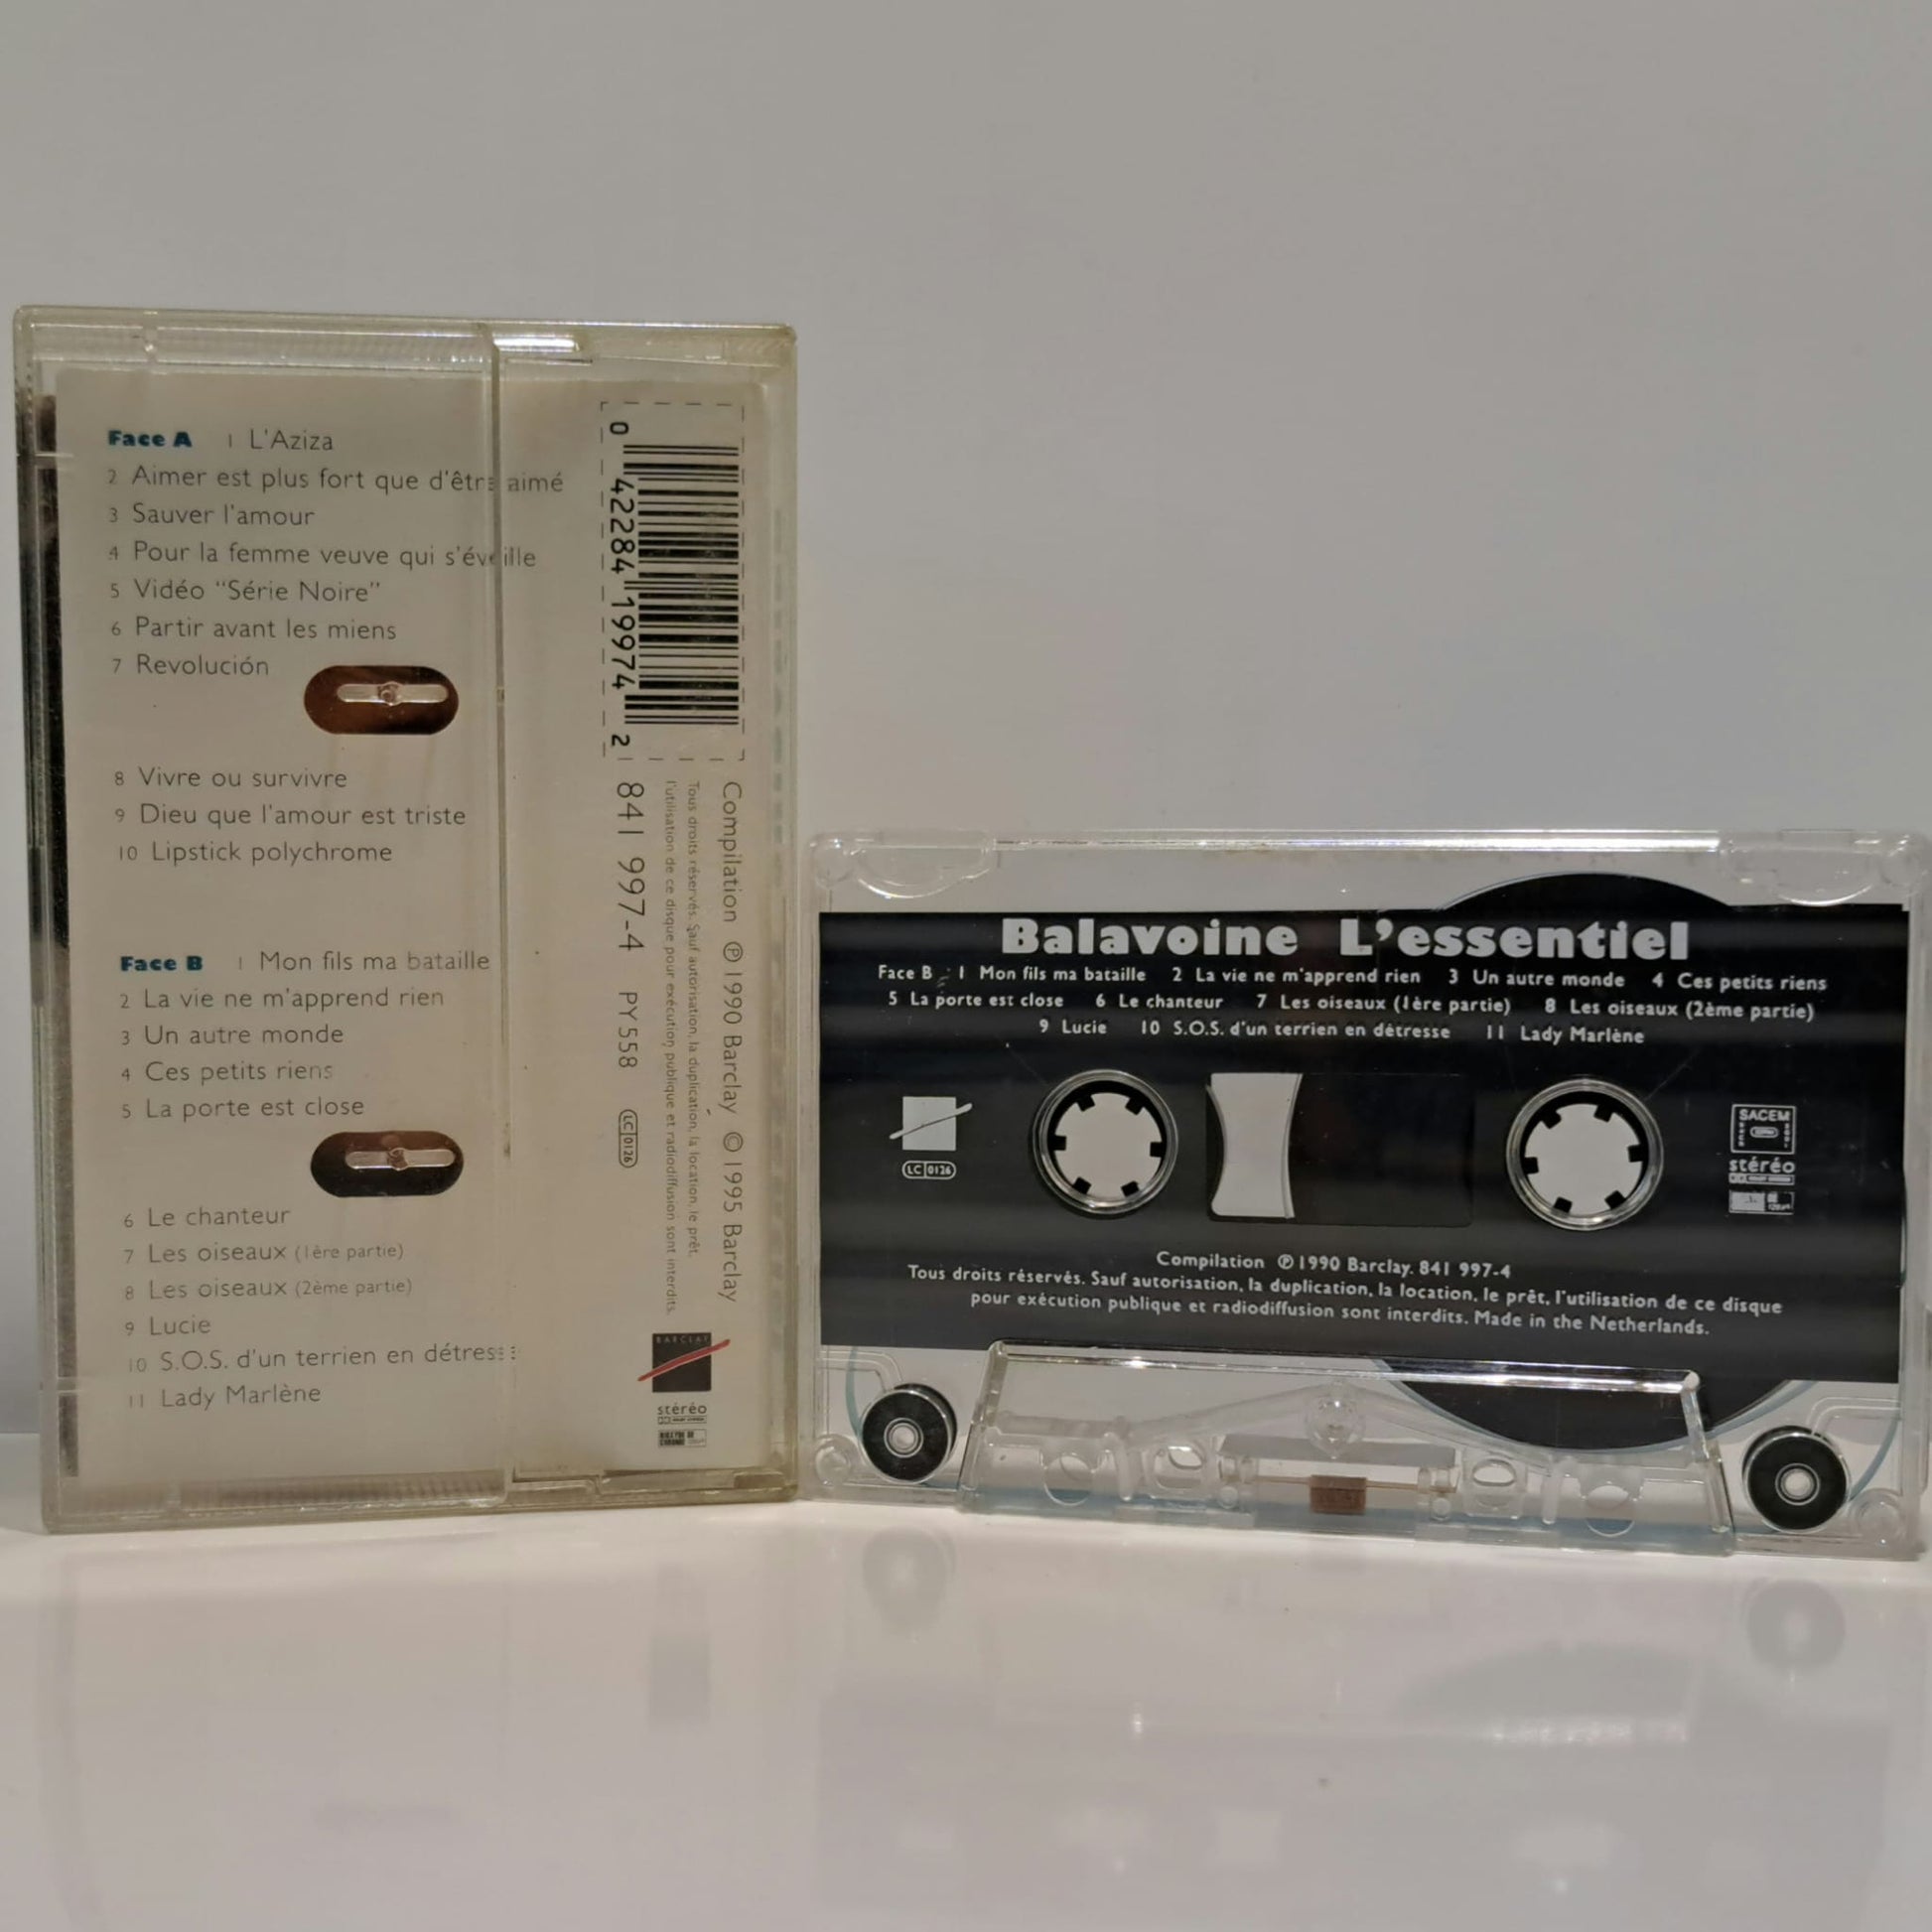 Face A 1 L'Aziza
2 Aimer est plus fort que d'être aimé
3 Sauver l'amour
4 Pour la femme veuve qui s'éveille
5 Vidéo “Série Noire”
6 Partir avant les miens
7 Revolución
8 Vivre ou survivre
9 Dieu que l'amour est triste
10 Lipstick polychrome
Face B 1 Mon fils ma bataille
2 La vie ne m'apprend rien
3 Un autre monde
4 Ces petits riens
5 La porte est close
6 Le chanteur
7 Les oiseaux (1ère partie)
8 Les oiseaux (2ème partie)
9 Lucie
10 S.O.S. d'un terrien en détresse
11 Lady Marlène
0 42284 19974 2
Compilation ℗ 1990 Barclay © 1995 Barclay
Tous droits réservés. Sauf autorisation, la duplication, la location, le prêt,
l'utilisation de ce disque pour exécution publique et radiodiffusion sont interdits.
841 997-4 PY 558 LC 0126
BARCLAY
stéréo
Balavoine L'essentiel
Face B 1 Mon fils ma bataille 2 La vie ne m'apprend rien 3 Un autre monde 4 Ces petits riens
5 La porte est close 6 Le chanteur 7 Les oiseaux (1ère partie) 8 Les oiseaux (2ème partie)
9 Lucie 10 S.O.S. d'un terrien en détresse 11 Lady Marlène
LC 0126
SACEM
stéréo
Compilation ℗ 1990 Barclay. 841 997-4
Tous droits réservés. Sauf autorisation, la duplication, la location, le prêt, l'utilisation de ce disque
pour exécution publique et radiodiffusion sont interdits. Made in the Netherlands.